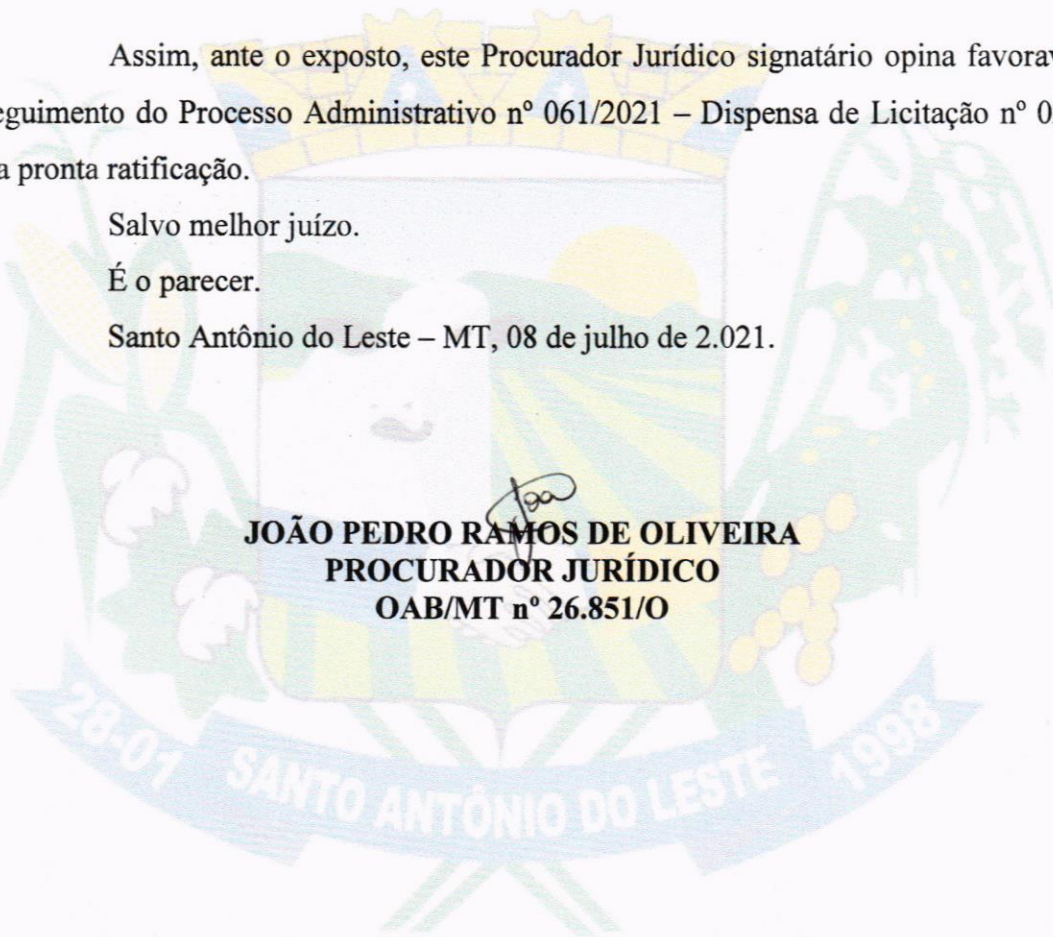 Assim, ante o exposto, este Procurador Jurídico signatário opina favorav
eguimento do Processo Administrativo nº 061/2021 – Dispensa de Licitação nº 0
a pronta ratificação.
Salvo melhor juízo.
É o parecer.
Santo Antônio do Leste – MT, 08 de julho de 2.021.
JOÃO PEDRO RAMOS DE OLIVEIRA
PROCURADOR JURÍDICO
OAB/MT nº 26.851/O
28-01 SANTO ANTÔNIO DO LESTE 1998